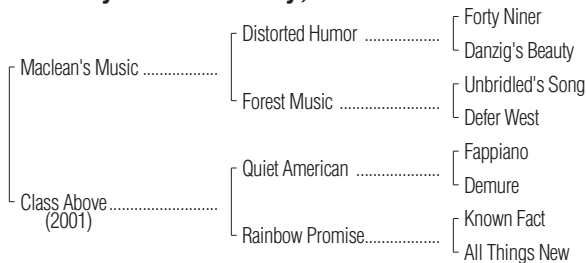 Forty Niner
Distorted Humor ..................
Danzig's Beauty
Maclean's Music ..................
Unbridled's Song
Forest Music ........................
Defer West
Fappiano
Quiet American ....................
Demure
Class Above ..........................
(2001)
Known Fact
Rainbow Promise..................
All Things New